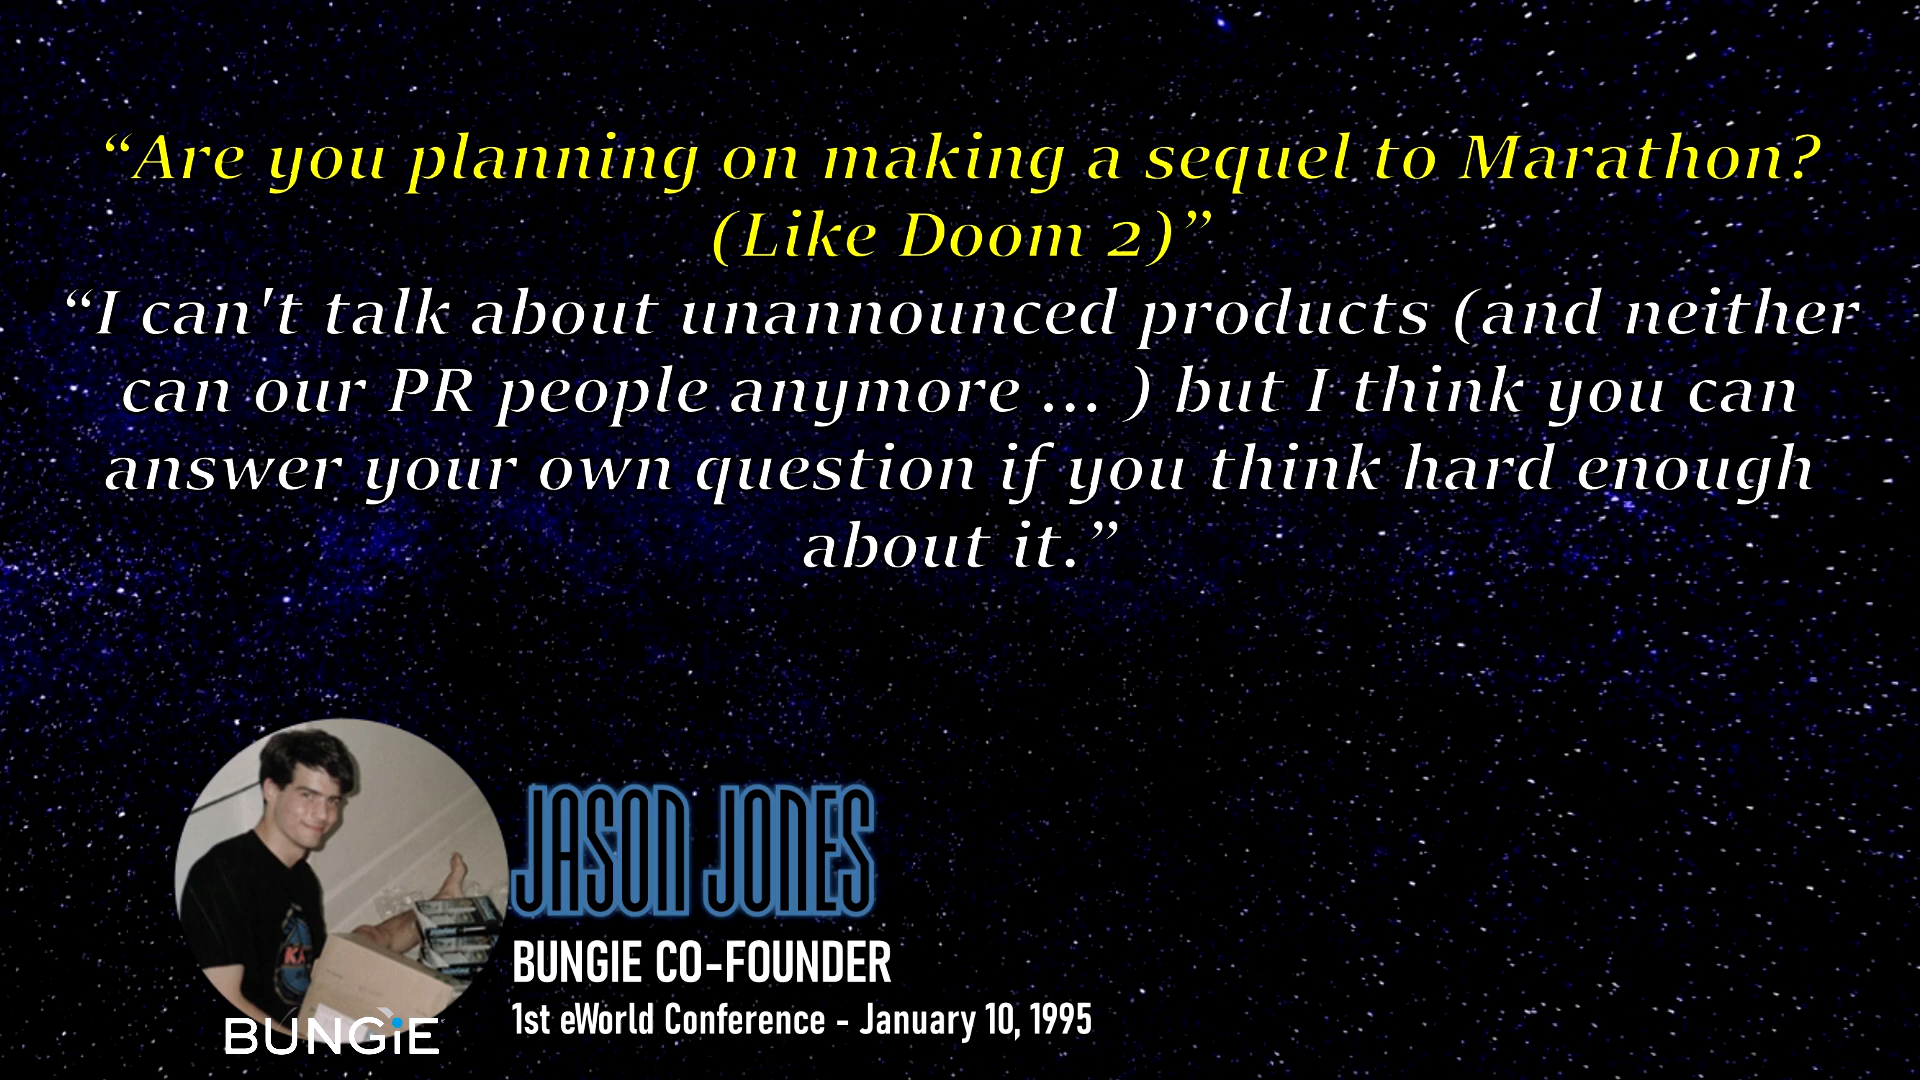 “Are you planning on making a sequel to Marathon?
(Like Doom 2)”
“I can't talk about unannounced products (and neither
can our PR people anymore ... ) but I think you can
answer your own question if you think hard enough
about it.”
JASON JONES
BUNGIE CO-FOUNDER
1st eWorld Conference - January 10, 1995
BUNGiE